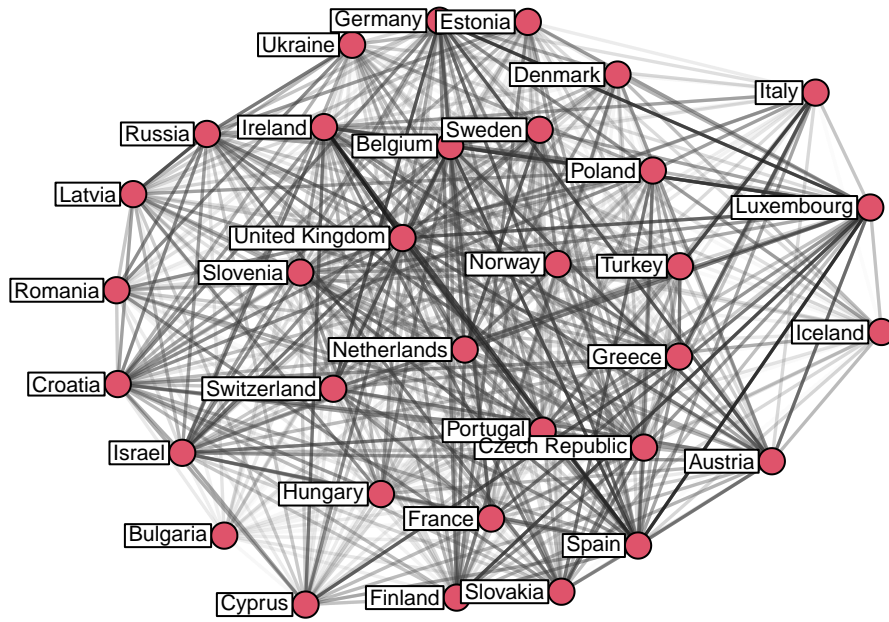 Germany
Estonia
Ukraine
Denmark
Italy
Russia
Ireland
Belgium
Sweden
Poland
Latvia
Luxembourg
United Kingdom
Slovenia
Norway
Turkey
Romania
Iceland
Netherlands
Greece
Croatia
Switzerland
Portugal
Czech Republic
Israel
Austria
Hungary
France
Bulgaria
Spain
Cyprus
Finland
Slovakia